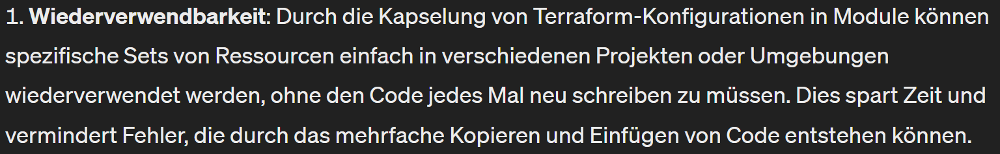 1. Wiederverwendbarkeit: Durch die Kapselung von Terraform-Konfigurationen in Module können
spezifische Sets von Ressourcen einfach in verschiedenen Projekten oder Umgebungen
wiederverwendet werden, ohne den Code jedes Mal neu schreiben zu müssen. Dies spart Zeit und
vermindert Fehler, die durch das mehrfache Kopieren und Einfügen von Code entstehen können.